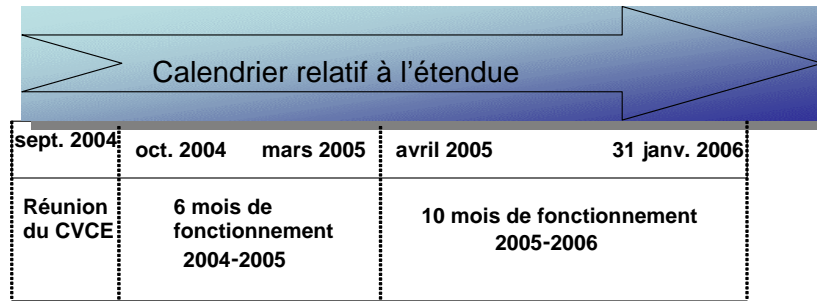 Calendrier relatif à l'étendue
sept. 2004
oct. 2004 mars 2005
avril 2005 31 janv. 2006
Réunion
du CVCE
6 mois de
fonctionnement
2004-2005
10 mois de fonctionnement
2005-2006